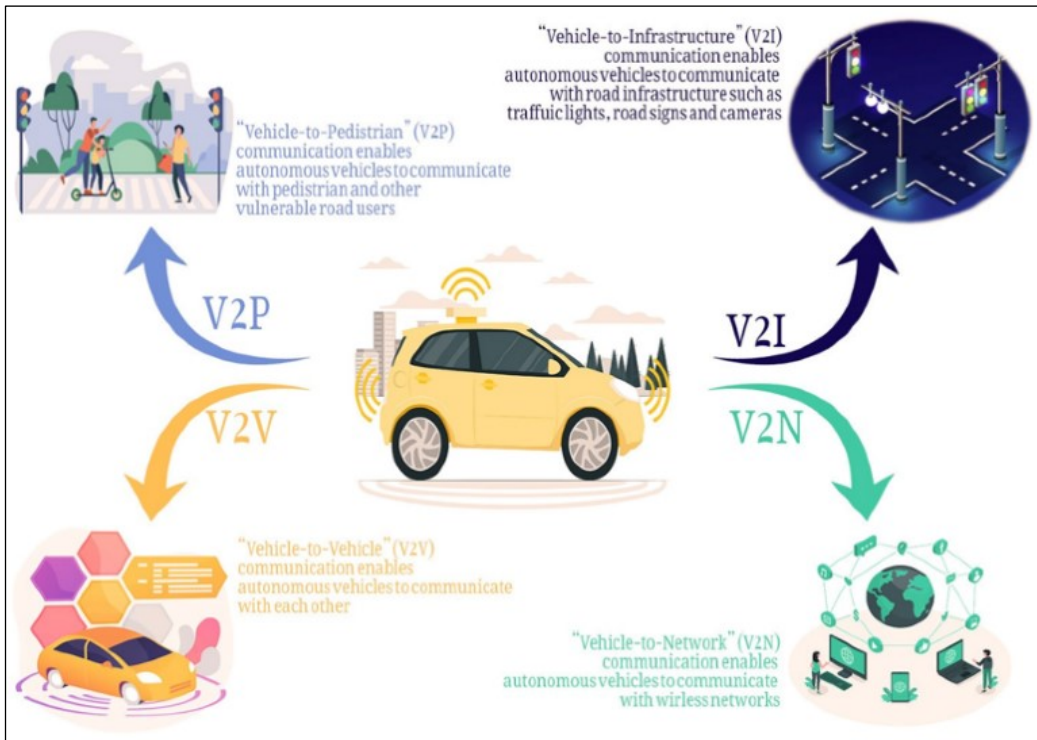 "Vehicle-to-Pedistrian" (V2P)
communication enables
autonomous vehicles to communicate
with pedistrian and other
vulnerable road users
"Vehicle-to-Infrastructure" (V2I)
communication enables
autonomous vehicles to communicate
with road infrastructure such as
traffuic lights, road signs and cameras
V2P
V2I
V2V
V2N
"Vehicle-to-Vehicle" (V2V)
communication enables
autonomous vehicles to communicate
with each other
"Vehicle-to-Network" (V2N)
communication enables
autonomous vehicles to communicate
with wirless networks